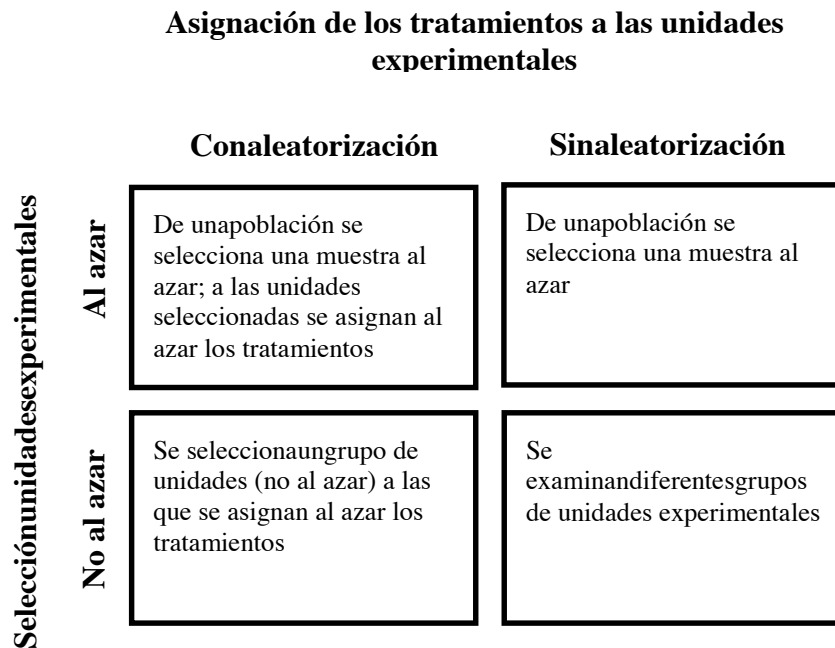 Asignación de los tratamientos a las unidades
experimentales
Conaleatorización
Sinaleatorización
Selecciónunidadesexperimentales
Al azar
De unapoblación se
selecciona una muestra al
azar; a las unidades
seleccionadas se asignan al
azar los tratamientos
De unapoblación se
selecciona una muestra al
azar
No al azar
Se seleccionaungrupo de
unidades (no al azar) a las
que se asignan al azar los
tratamientos
Se
examinandiferentesgrupos
de unidades experimentales